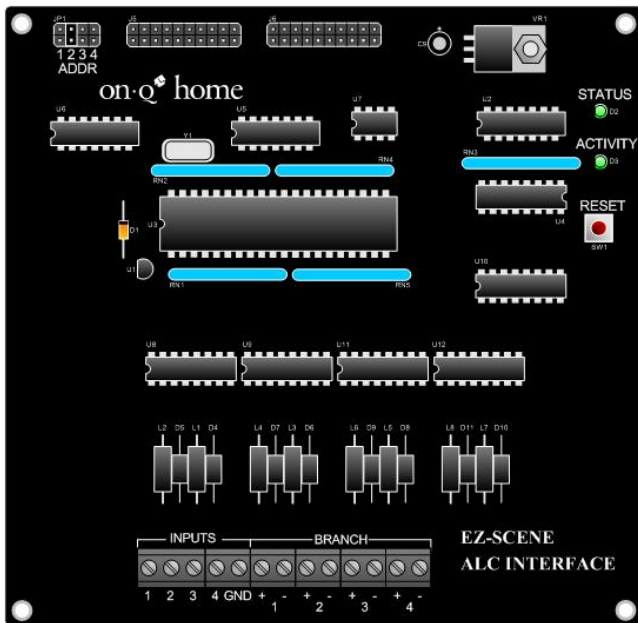 JP1
J5
J6
VR1
C9
1 2 3 4
ADDR
on·Q home
STATUS
D2
U6
U5
U7
U2
ACTIVITY
D3
Y1
RN2
RN4
RN3
RESET
SW1
U3
U4
D1
U1
RN1
RN5
U10
U8
U9
U11
U12
L2 D5 L1 D4
L4 D7 L3 D6
L6 D9 L5 D8
L8 D11 L7 D10
INPUTS
BRANCH
1 2 3 4 GND + - + - + - + -
1 2 3 4
EZ-SCENE
ALC INTERFACE